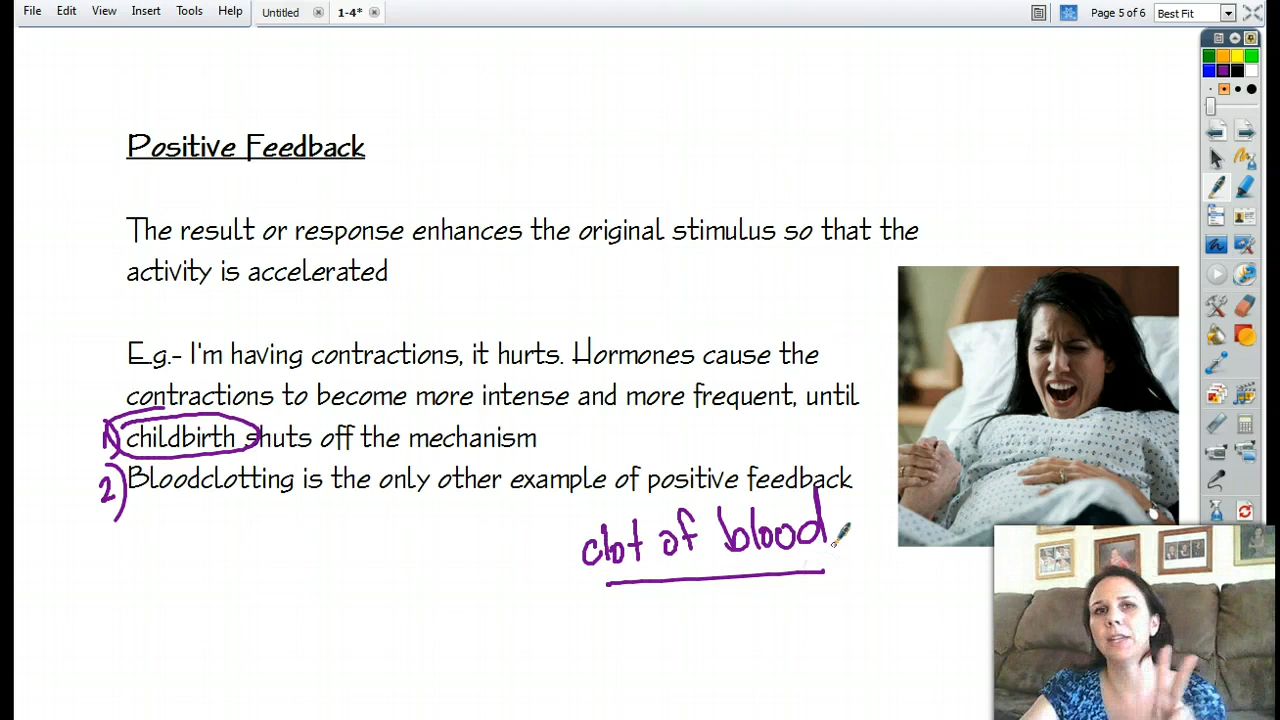 File Edit View Insert Tools Help Untitled 1-4* Page 5 of 6 Best Fit
Positive Feedback
The result or response enhances the original stimulus so that the
activity is accelerated
E.g.- I'm having contractions, it hurts. Hormones cause the
contractions to become more intense and more frequent, until
1) childbirth shuts off the mechanism
2) Bloodclotting is the only other example of positive feedback
clot of blood